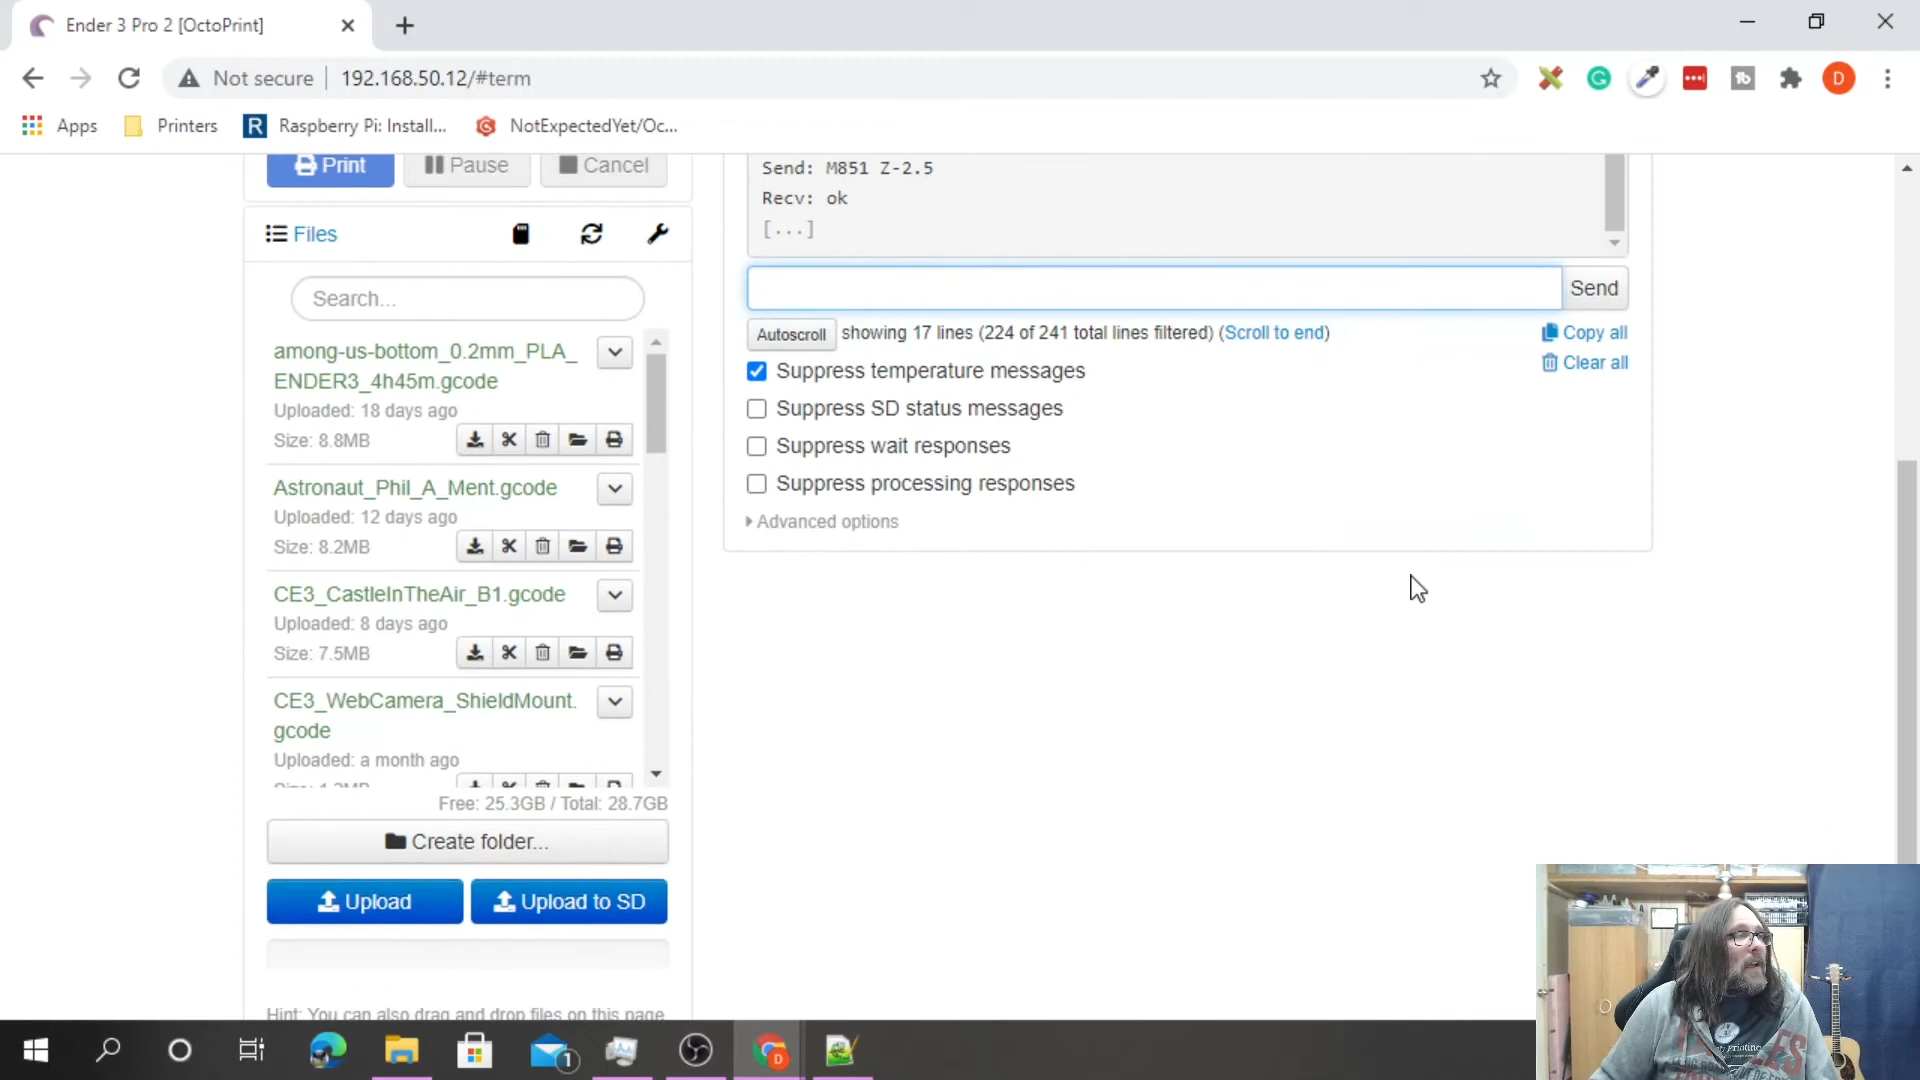 Ender 3 Pro 2 [OctoPrint]
Not secure
192.168.50.12/#term
D
Apps
Printers
R
Raspberry Pi: Install...
NotExpectedYet/Oc...
Print
Pause
Cancel
Send: M851 Z-2.5
Recv: ok
[...]
Files
Search...
Send
Autoscroll
showing 17 lines (224 of 241 total lines filtered) (Scroll to end)
Copy all
Clear all
Suppress temperature messages
Suppress SD status messages
Suppress wait responses
Suppress processing responses
Advanced options
among-us-bottom_0.2mm_PLA_
ENDER3_4h45m.gcode
Uploaded: 18 days ago
Size: 8.8MB
Astronaut_Phil_A_Ment.gcode
Uploaded: 12 days ago
Size: 8.2MB
CE3_CastleInTheAir_B1.gcode
Uploaded: 8 days ago
Size: 7.5MB
CE3_WebCamera_ShieldMount.
gcode
Uploaded: a month ago
Free: 25.3GB / Total: 28.7GB
Create folder...
Upload
Upload to SD
Hint: You can also drag and drop files on this page
1
D